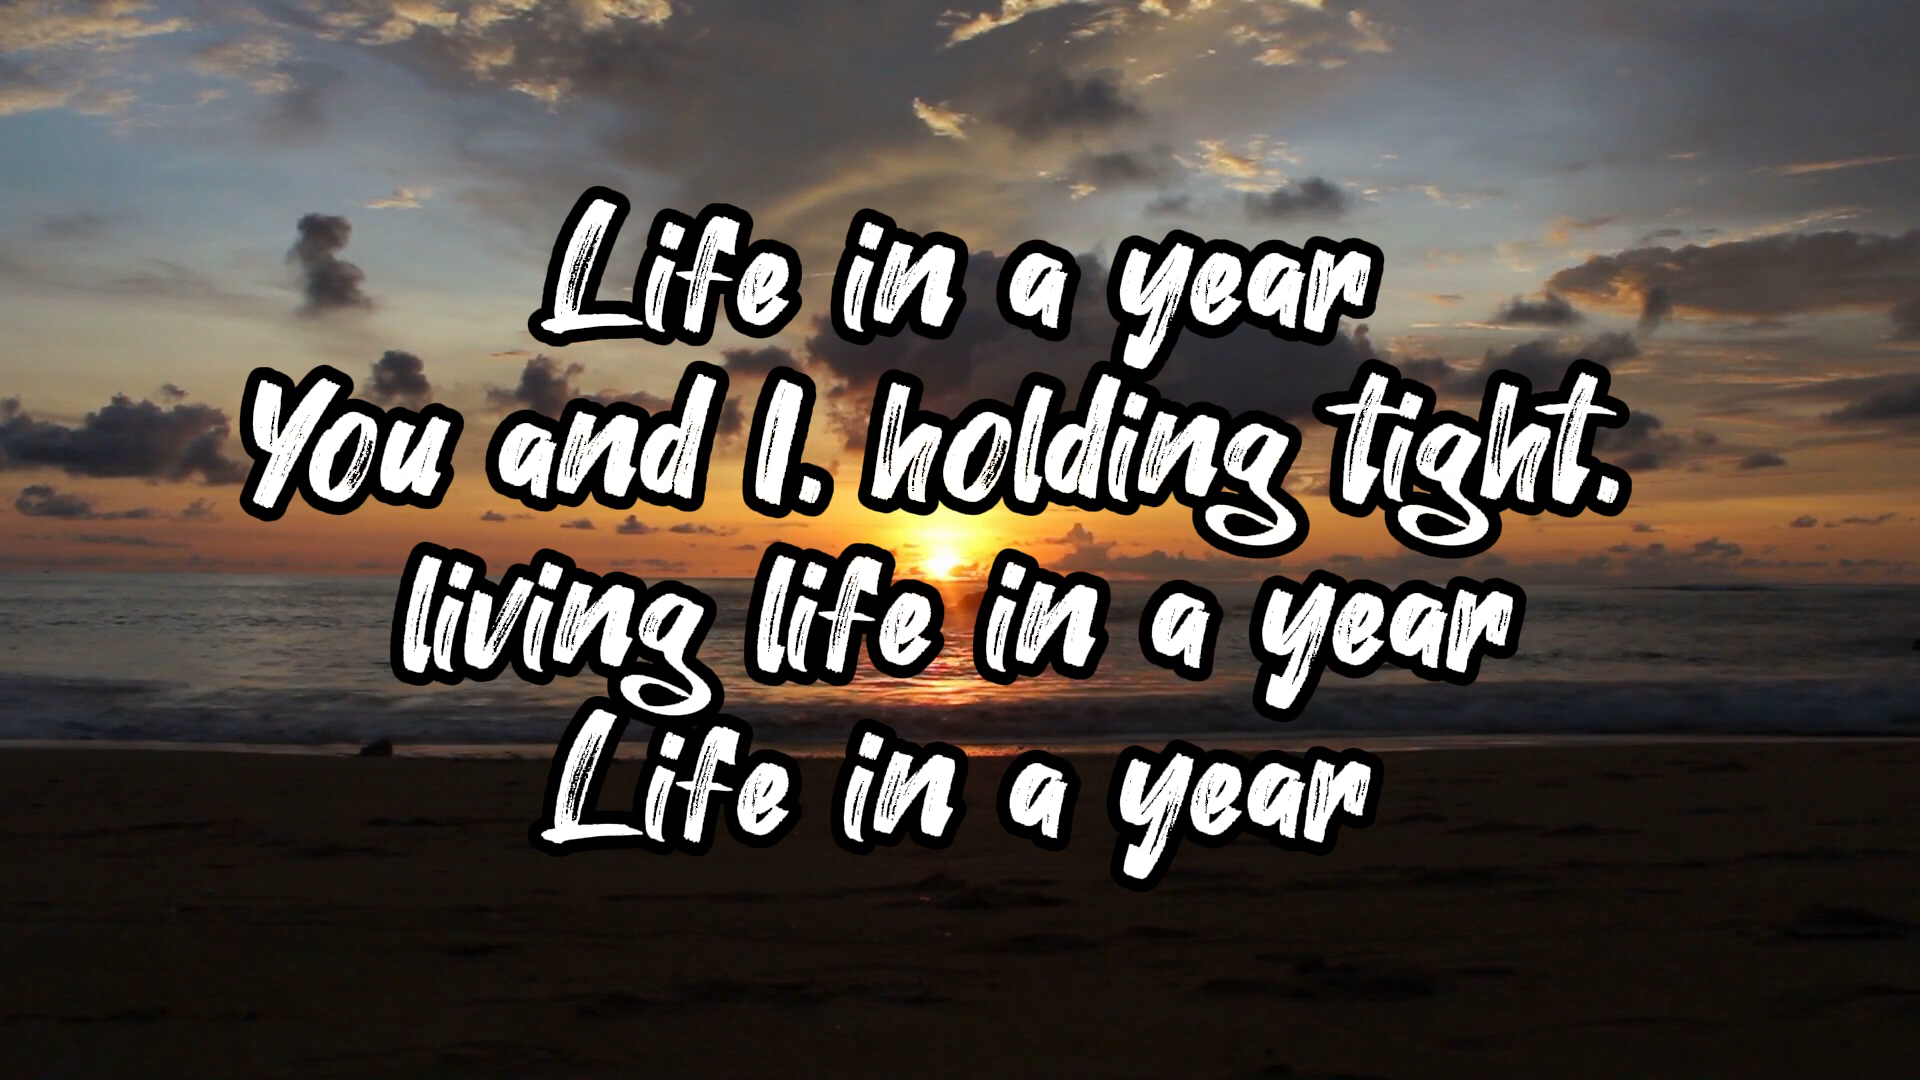 Life in a year
You and I. holding tight.
living life in a year
Life in a year